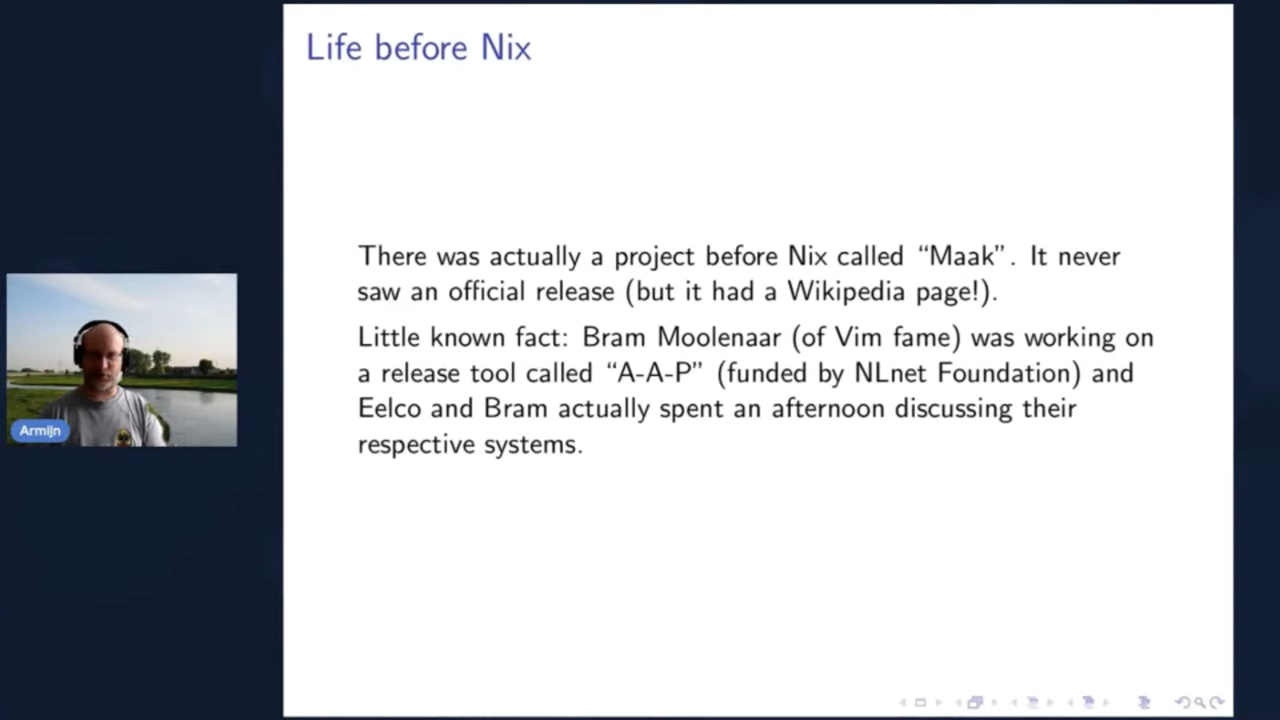 Life before Nix
There was actually a project before Nix called “Maak”. It never
saw an official release (but it had a Wikipedia page!).
Little known fact: Bram Moolenaar (of Vim fame) was working on
a release tool called “A-A-P” (funded by NLnet Foundation) and
Eelco and Bram actually spent an afternoon discussing their
respective systems.
Armijn